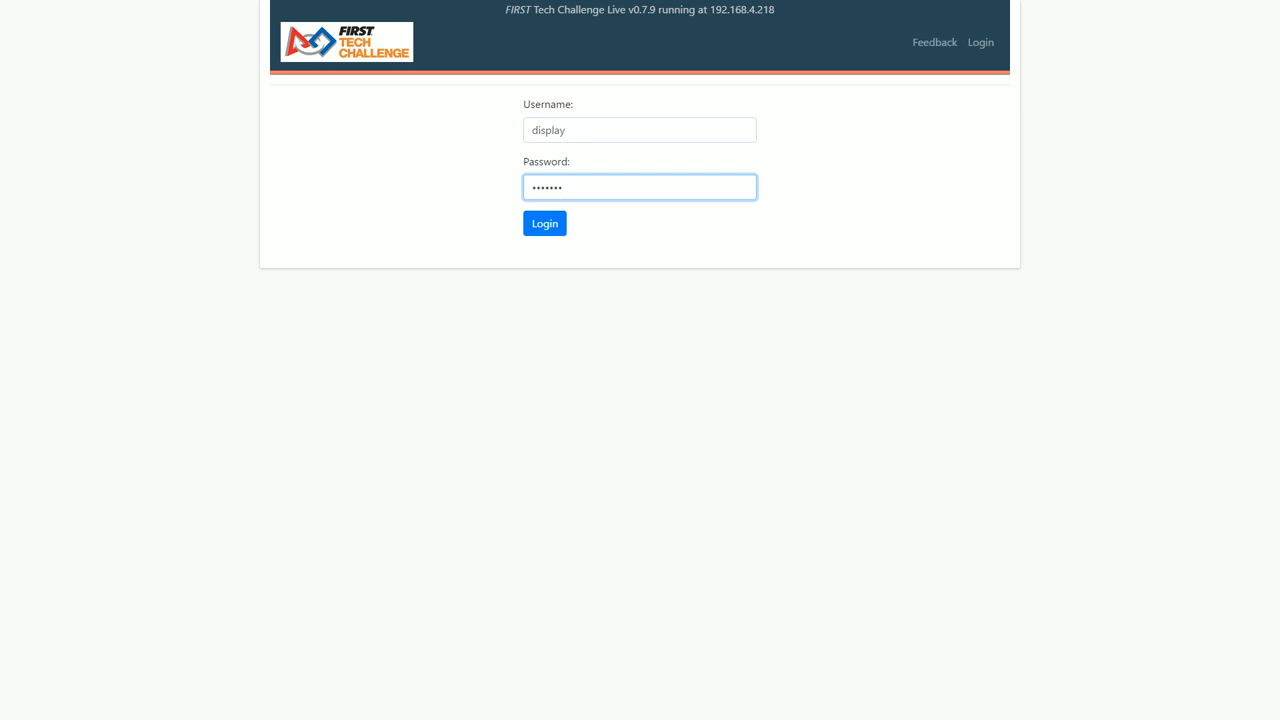 FIRST Tech Challenge Live v0.7.9 running at 192.168.4.218
FIRST
TECH
CHALLENGE
Feedback Login
Username:
display
Password:
•••••••
Login